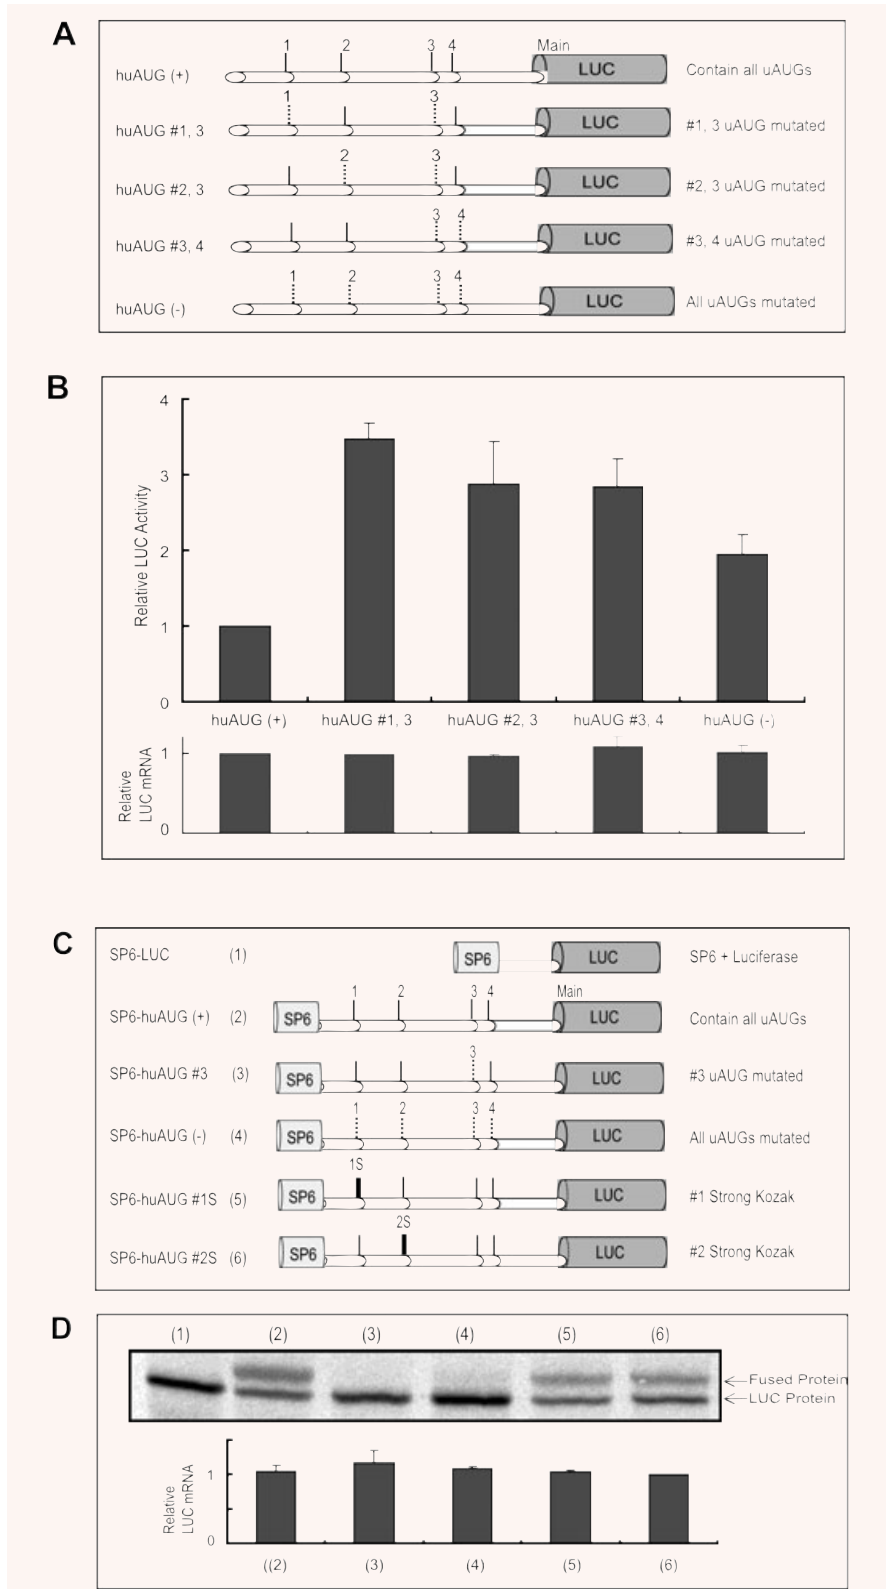 A
1 2 3 4 Main
huAUG (+) LUC Contain all uAUGs
1 3
huAUG #1, 3 LUC #1, 3 uAUG mutated
2 3
huAUG #2, 3 LUC #2, 3 uAUG mutated
3 4
huAUG #3, 4 LUC #3, 4 uAUG mutated
1 2 3 4
huAUG (-) LUC All uAUGs mutated
B
Relative LUC Activity
4
3
2
1
0
huAUG (+) huAUG #1, 3 huAUG #2, 3 huAUG #3, 4 huAUG (-)
Relative
LUC mRNA
1
0
C
SP6-LUC (1) SP6 LUC SP6 + Luciferase
1 2 3 4 Main
SP6-huAUG (+) (2) SP6 LUC Contain all uAUGs
3
SP6-huAUG #3 (3) SP6 LUC #3 uAUG mutated
1 2 3 4
SP6-huAUG (-) (4) SP6 LUC All uAUGs mutated
1S
SP6-huAUG #1S (5) SP6 LUC #1 Strong Kozak
2S
SP6-huAUG #2S (6) SP6 LUC #2 Strong Kozak
D
(1) (2) (3) (4) (5) (6)
Fused Protein
LUC Protein
Relative
LUC mRNA
1
0
((2) (3) (4) (5) (6)